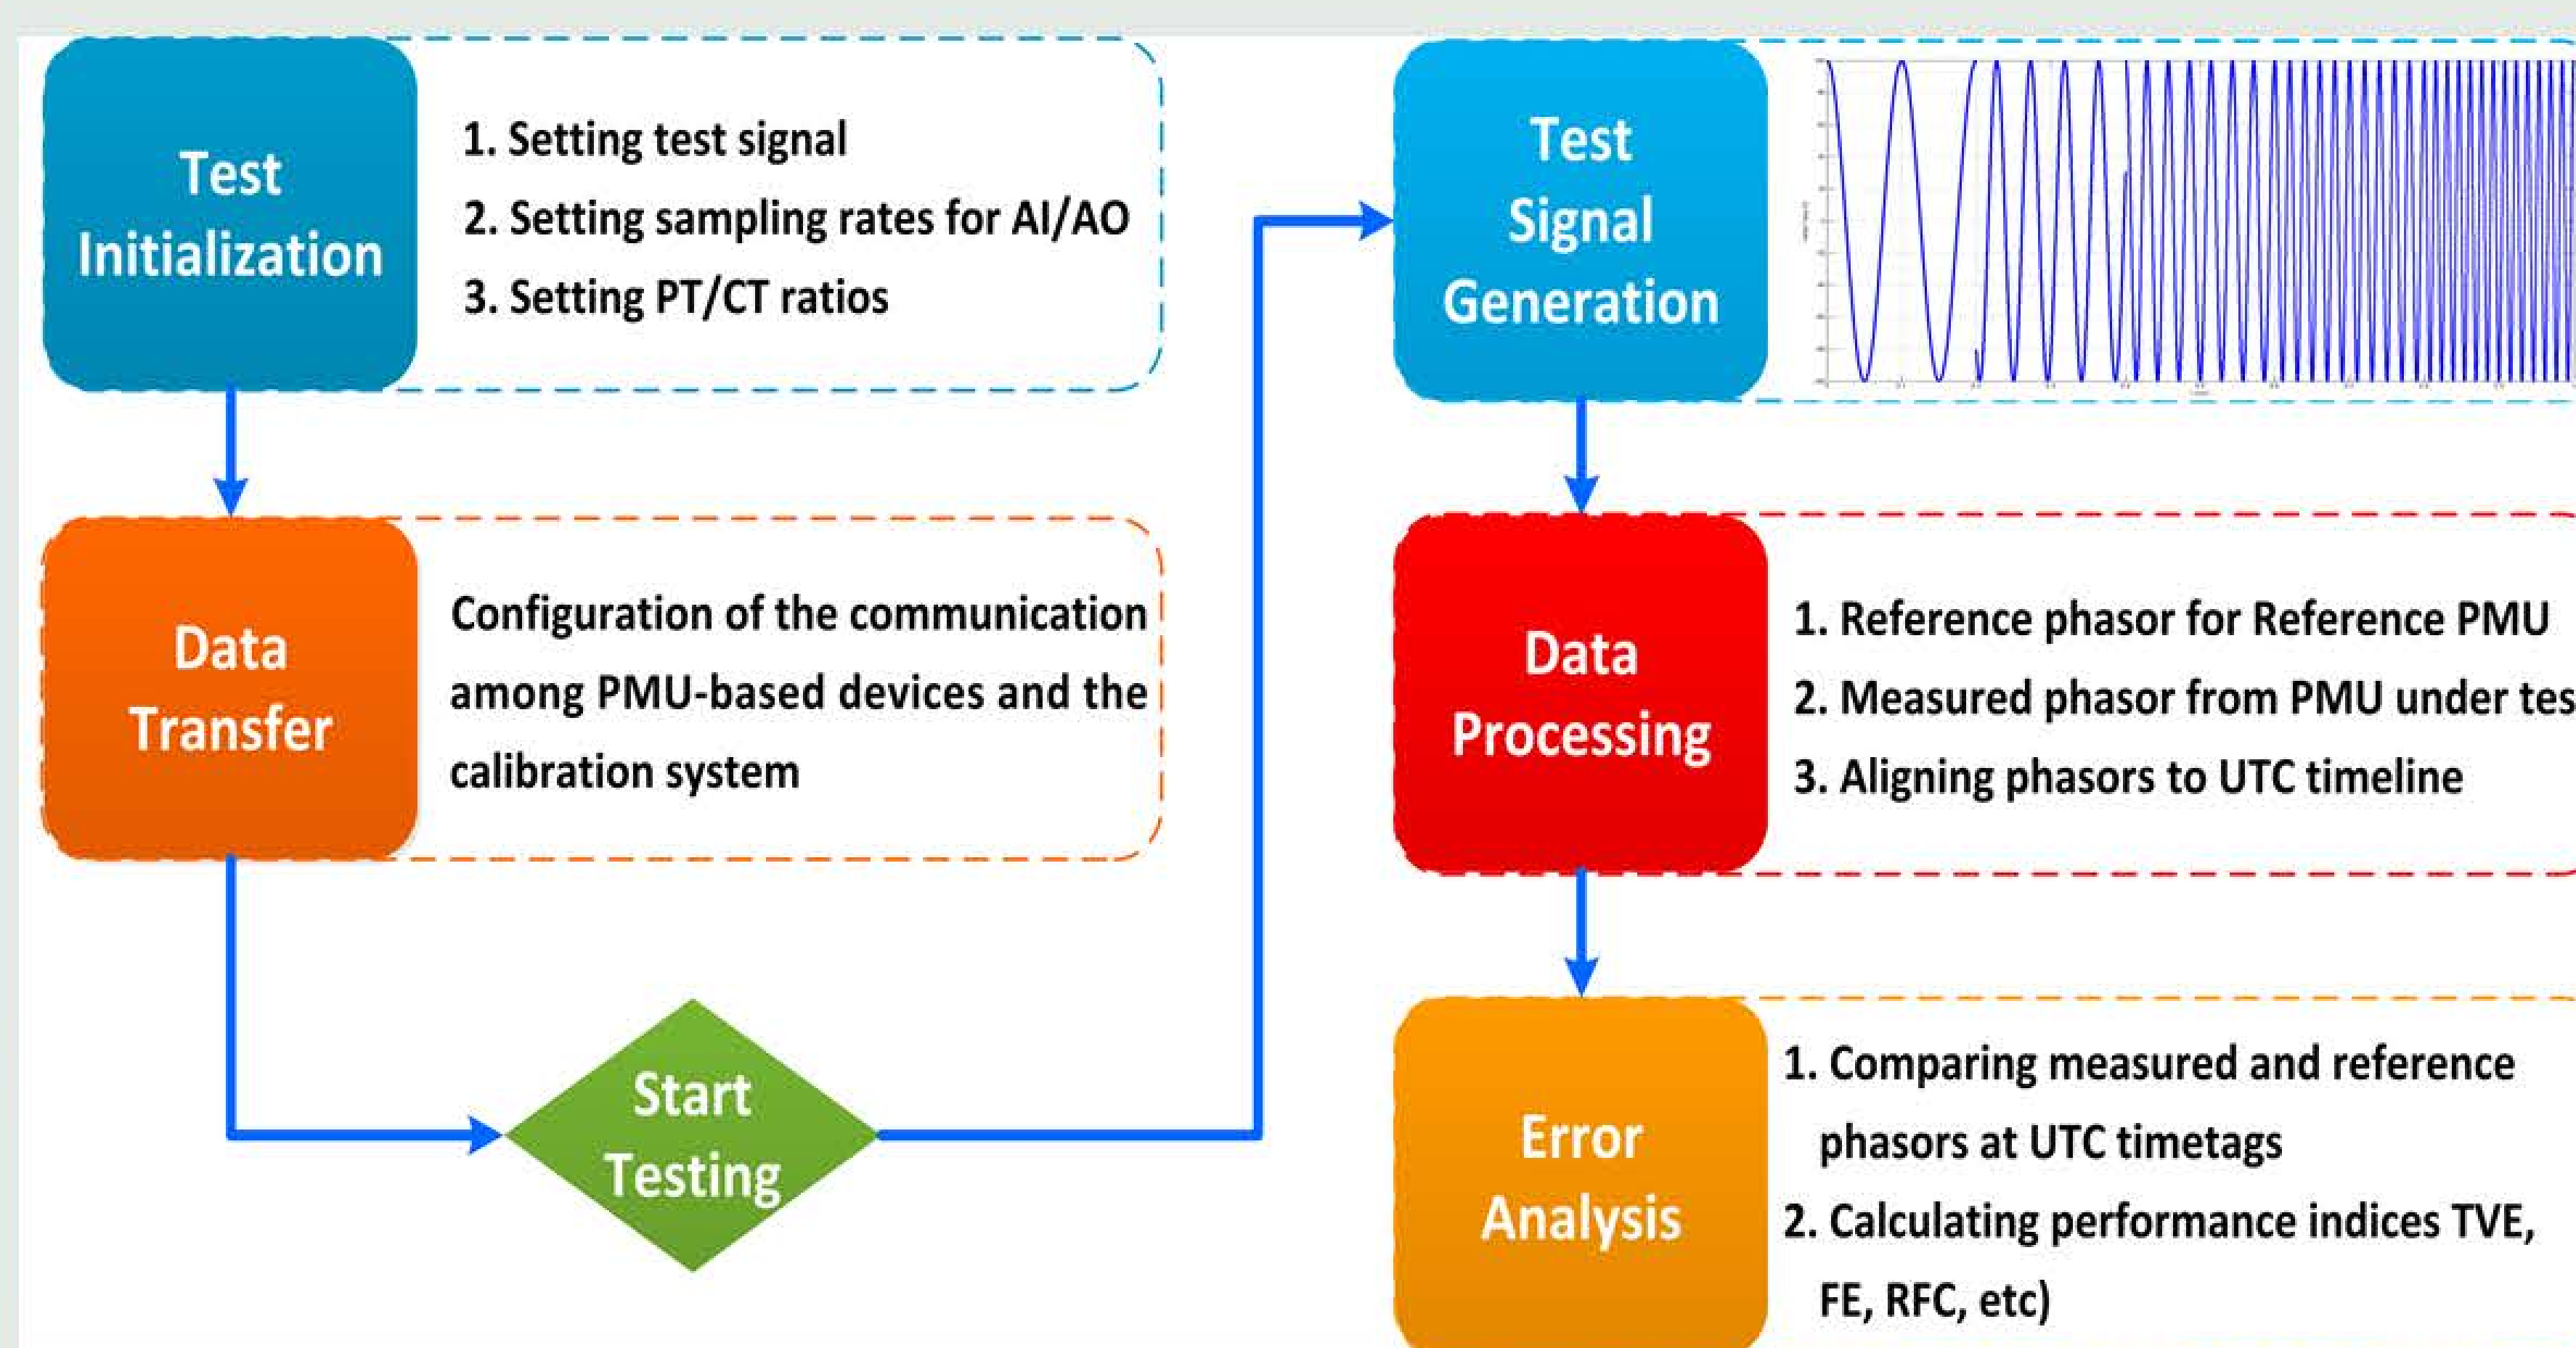 Test
Initialization
1. Setting test signal
2. Setting sampling rates for AI/AO
3. Setting PT/CT ratios
Data
Transfer
Configuration of the communication
among PMU-based devices and the
calibration system
Start
Testing
Test
Signal
Generation
Data
Processing
1. Reference phasor for Reference PMU
2. Measured phasor from PMU under tes
3. Aligning phasors to UTC timeline
Error
Analysis
1. Comparing measured and reference
phasors at UTC timetags
2. Calculating performance indices TVE,
FE, RFC, etc)